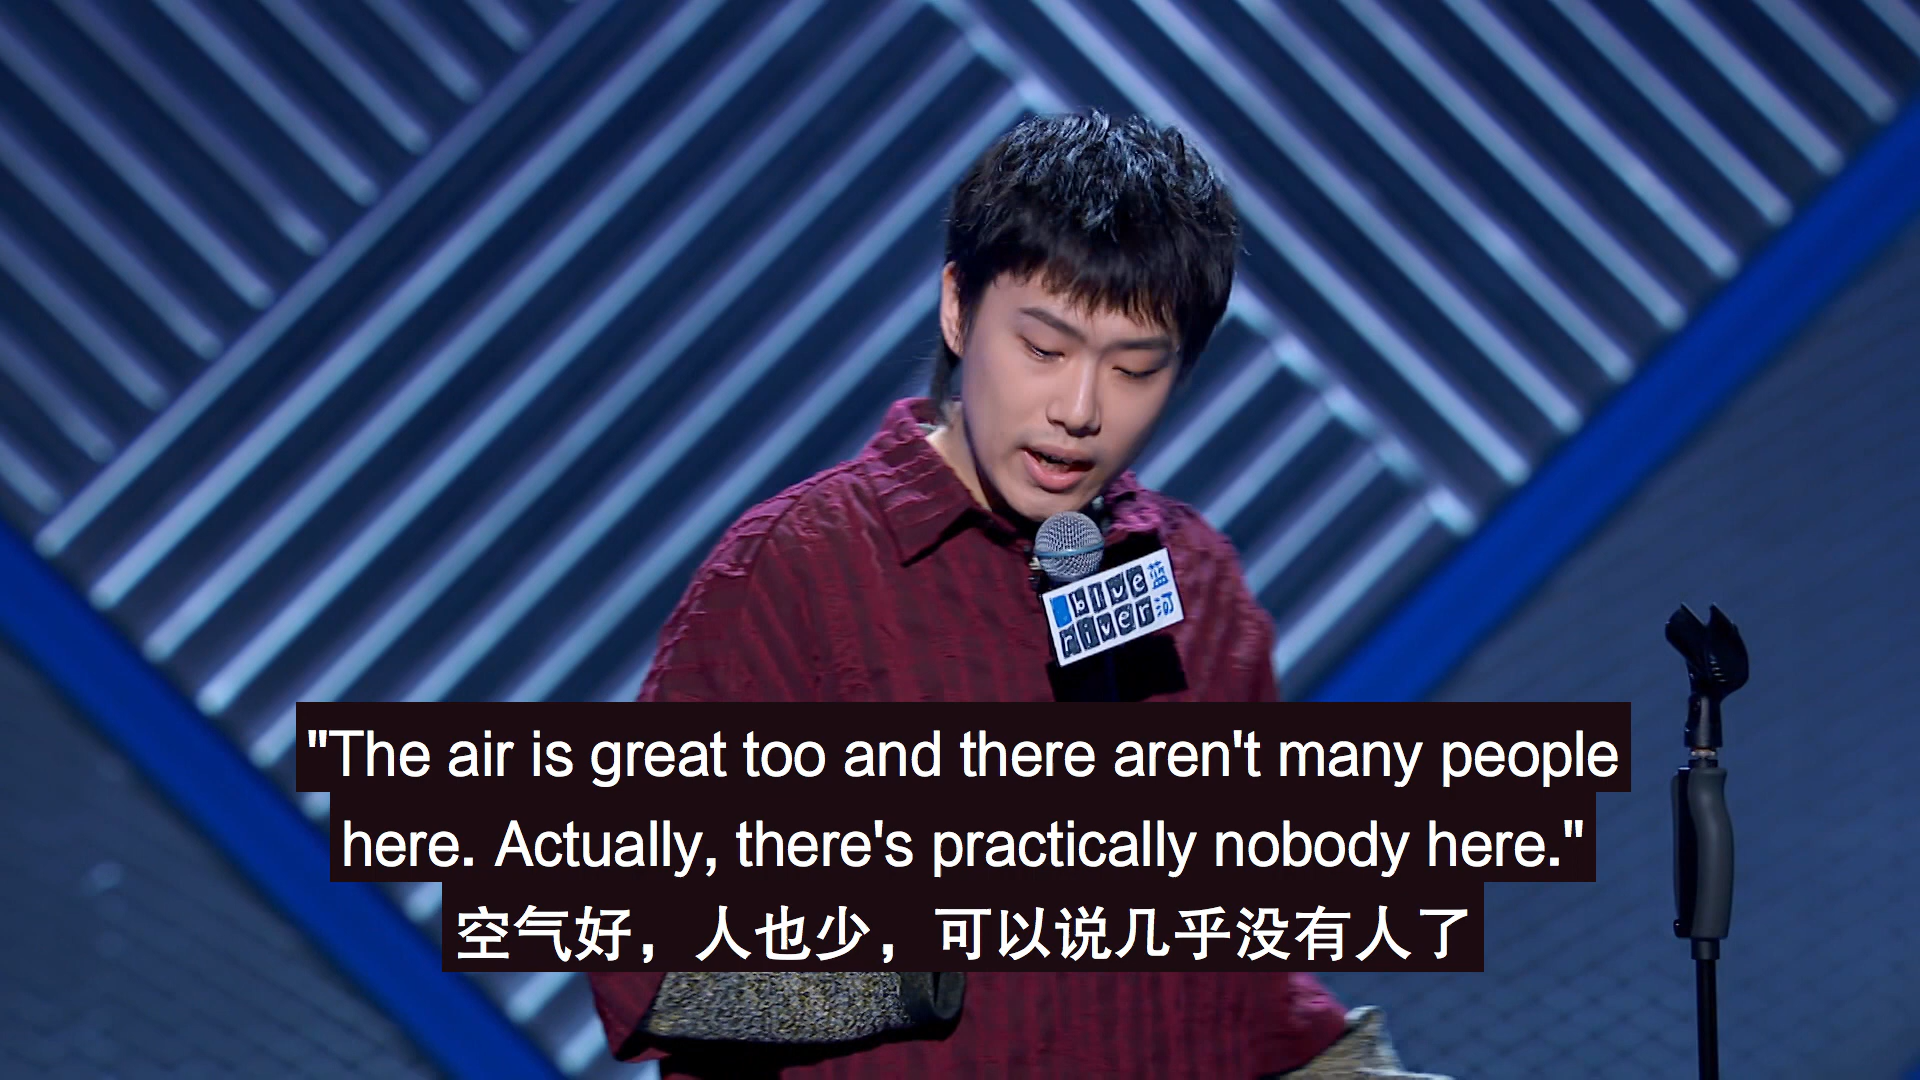 blue 蓝
river 河
"The air is great too and there aren't many people
here. Actually, there's practically nobody here."
空气好，人也少，可以说几乎没有人了